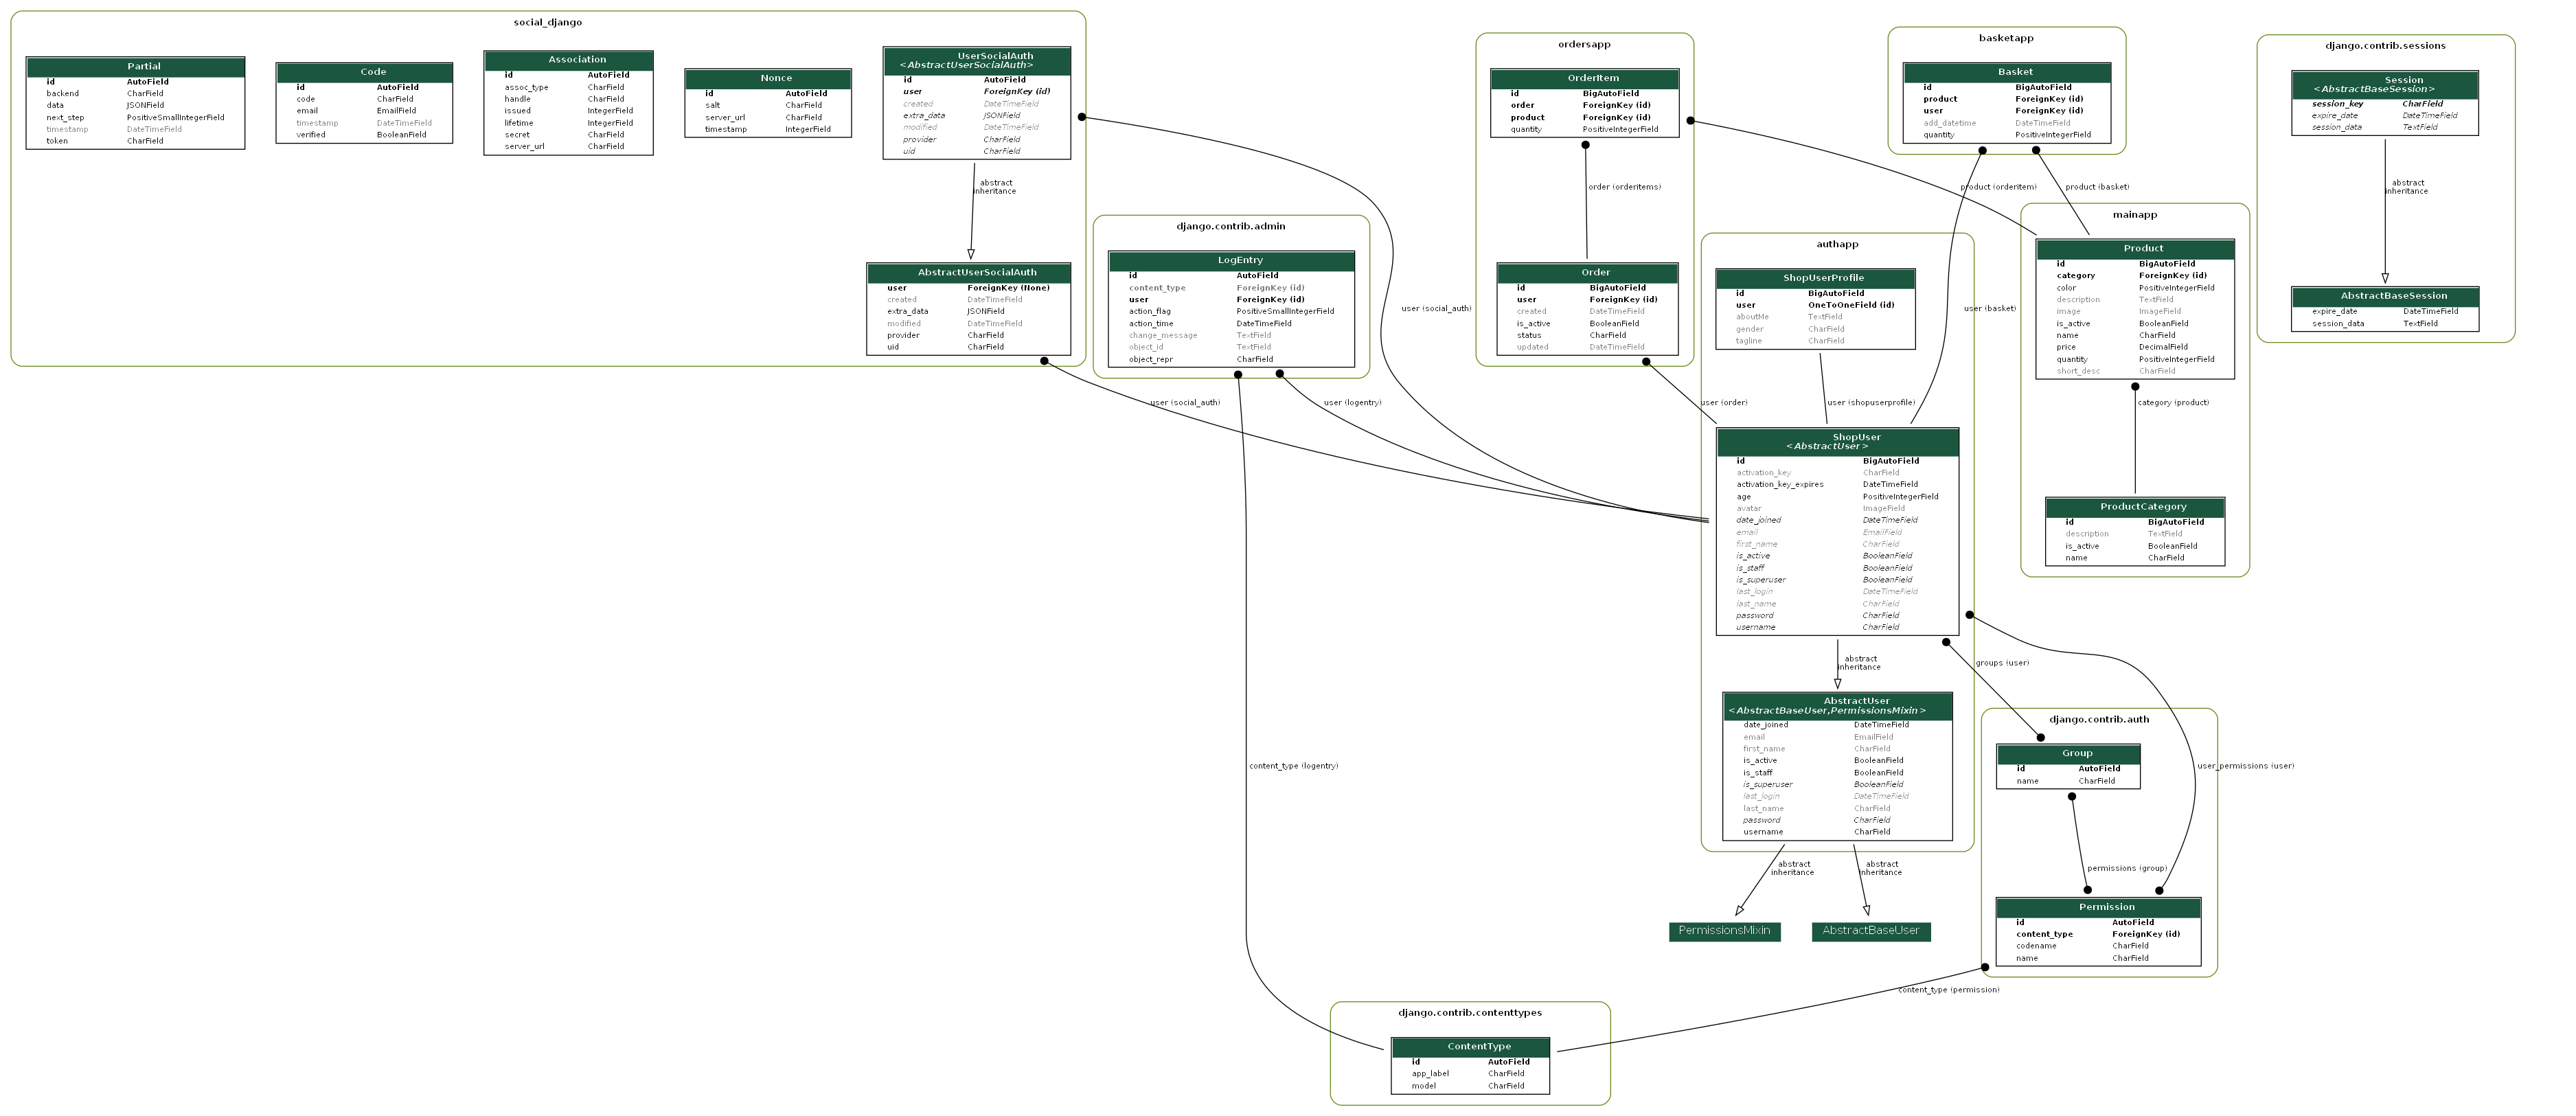 social_django
Partial
id AutoField
backend CharField
data JSONField
next_step PositiveSmallIntegerField
timestamp DateTimeField
token CharField
Code
id AutoField
code CharField
email EmailField
timestamp DateTimeField
verified BooleanField
Association
id AutoField
assoc_type CharField
handle CharField
issued IntegerField
lifetime IntegerField
secret CharField
server_url CharField
Nonce
id AutoField
salt CharField
server_url CharField
timestamp IntegerField
UserSocialAuth
<AbstractUserSocialAuth>
id AutoField
user ForeignKey (id)
created DateTimeField
extra_data JSONField
modified DateTimeField
provider CharField
uid CharField
abstract
inheritance
AbstractUserSocialAuth
user ForeignKey (None)
created DateTimeField
extra_data JSONField
modified DateTimeField
provider CharField
uid CharField
django.contrib.admin
LogEntry
id AutoField
content_type ForeignKey (id)
user ForeignKey (id)
action_flag PositiveSmallIntegerField
action_time DateTimeField
change_message TextField
object_id TextField
object_repr CharField
user (social_auth)
user (logentry)
user (social_auth)
ordersapp
OrderItem
id BigAutoField
order ForeignKey (id)
product ForeignKey (id)
quantity PositiveIntegerField
order (orderitems)
Order
id BigAutoField
user ForeignKey (id)
created DateTimeField
is_active BooleanField
status CharField
updated DateTimeField
user (order)
basketapp
Basket
id BigAutoField
product ForeignKey (id)
user ForeignKey (id)
add_datetime DateTimeField
quantity PositiveIntegerField
product (orderitem)
product (basket)
user (basket)
django.contrib.sessions
Session
<AbstractBaseSession>
session_key CharField
expire_date DateTimeField
session_data TextField
abstract
inheritance
AbstractBaseSession
expire_date DateTimeField
session_data TextField
mainapp
Product
id BigAutoField
category ForeignKey (id)
color PositiveIntegerField
description TextField
image ImageField
is_active BooleanField
name CharField
price DecimalField
quantity PositiveIntegerField
short_desc CharField
category (product)
ProductCategory
id BigAutoField
description TextField
is_active BooleanField
name CharField
authapp
ShopUserProfile
id BigAutoField
user OneToOneField (id)
aboutMe TextField
gender CharField
tagline CharField
user (shopuserprofile)
ShopUser
<AbstractUser>
id BigAutoField
activation_key CharField
activation_key_expires DateTimeField
age PositiveIntegerField
avatar ImageField
date_joined DateTimeField
email EmailField
first_name CharField
is_active BooleanField
is_staff BooleanField
is_superuser BooleanField
last_login DateTimeField
last_name CharField
password CharField
username CharField
abstract
inheritance
groups (user)
AbstractUser
<AbstractBaseUser,PermissionsMixin>
date_joined DateTimeField
email EmailField
first_name CharField
is_active BooleanField
is_staff BooleanField
is_superuser BooleanField
last_login DateTimeField
last_name CharField
password CharField
username CharField
abstract
inheritance
abstract
inheritance
PermissionsMixin
AbstractBaseUser
django.contrib.auth
Group
id AutoField
name CharField
user_permissions (user)
permissions (group)
Permission
id AutoField
content_type ForeignKey (id)
codename CharField
name CharField
content_type (logentry)
content_type (permission)
django.contrib.contenttypes
ContentType
id AutoField
app_label CharField
model CharField